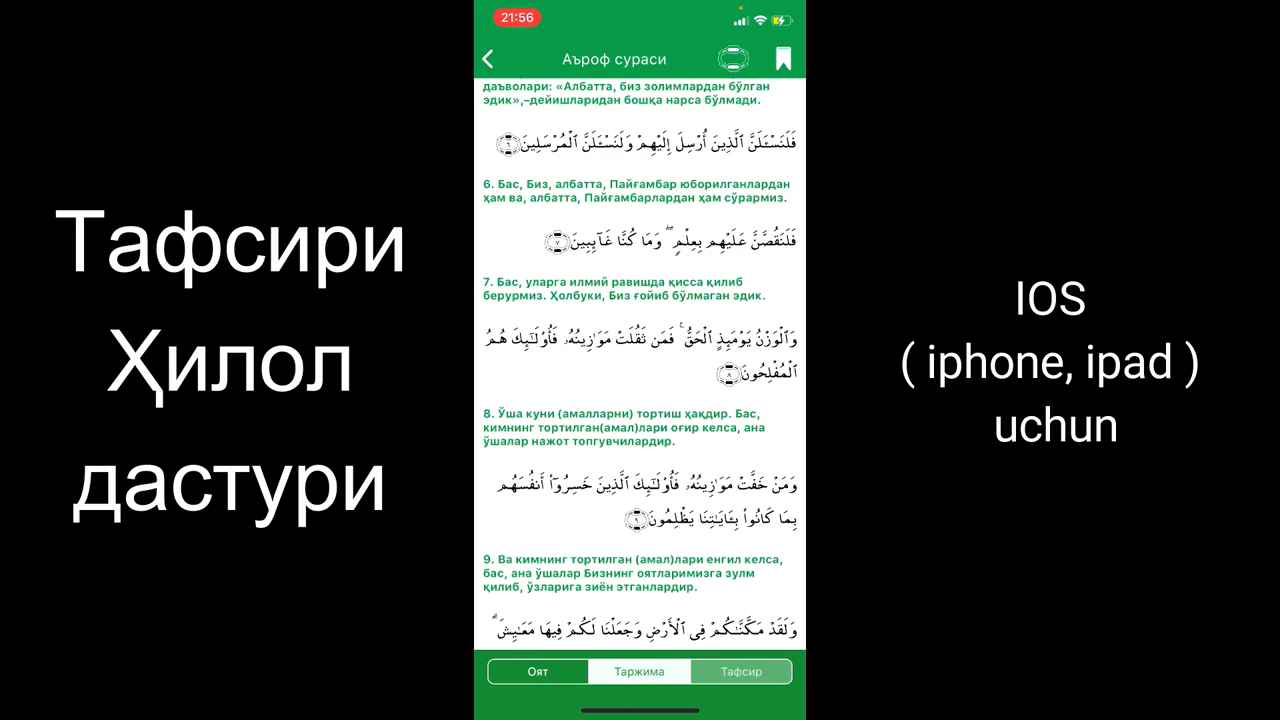 Тафсири
Ҳилол
дастури
21:56
Аъроф сураси
даъволари: «Албатта, биз золимлардан бўлган
эдик»,–дейишларидан бошқа нарса бўлмади.
فَلَنَسْـَٔلَنَّ ٱلَّذِينَ أُرْسِلَ إِلَيْهِمْ وَلَنَسْـَٔلَنَّ ٱلْمُرْسَلِينَ ٦
6. Бас, Биз, албатта, Пайғамбар юборилганлардан
ҳам ва, албатта, Пайғамбарлардан ҳам сўрармиз.
فَلَنَقُصَّنَّ عَلَيْهِم بِعِلْمٍ ۖ وَمَا كُنَّا غَآئِبِينَ ٧
7. Бас, уларга илмий равишда қисса қилиб
берурмиз. Ҳолбуки, Биз ғойиб бўлмаган эдик.
وَٱلْوَزْنُ يَوْمَئِذٍ ٱلْحَقُّ ۚ فَمَن ثَقُلَتْ مَوَٰزِينُهُۥ فَأُو۟لَـٰٓئِكَ هُمُ
ٱلْمُفْلِحُونَ ٨
8. Ўша куни (амалларни) тортиш ҳақдир. Бас,
кимнинг тортилган(амал)лари оғир келса, ана
ўшалар нажот топгувчилардир.
وَمَنْ خَفَّتْ مَوَٰزِينُهُۥ فَأُو۟لَـٰٓئِكَ ٱلَّذِينَ خَسِرُوٓا۟ أَنفُسَهُم
بِمَا كَانُوا۟ بِـَٔايَـٰتِنَا يَظْلِمُونَ ٩
9. Ва кимнинг тортилган (амал)лари енгил келса,
бас, ана ўшалар Бизнинг оятларимизга зулм
қилиб, ўзларига зиён этганлардир.
وَلَقَدْ مَكَّنَّـٰكُمْ فِى ٱلْأَرْضِ وَجَعَلْنَا لَكُمْ فِيهَا مَعَـٰيِشَ ۗ
Оят
Таржима
Тафсир
IOS
( iphone, ipad )
uchun